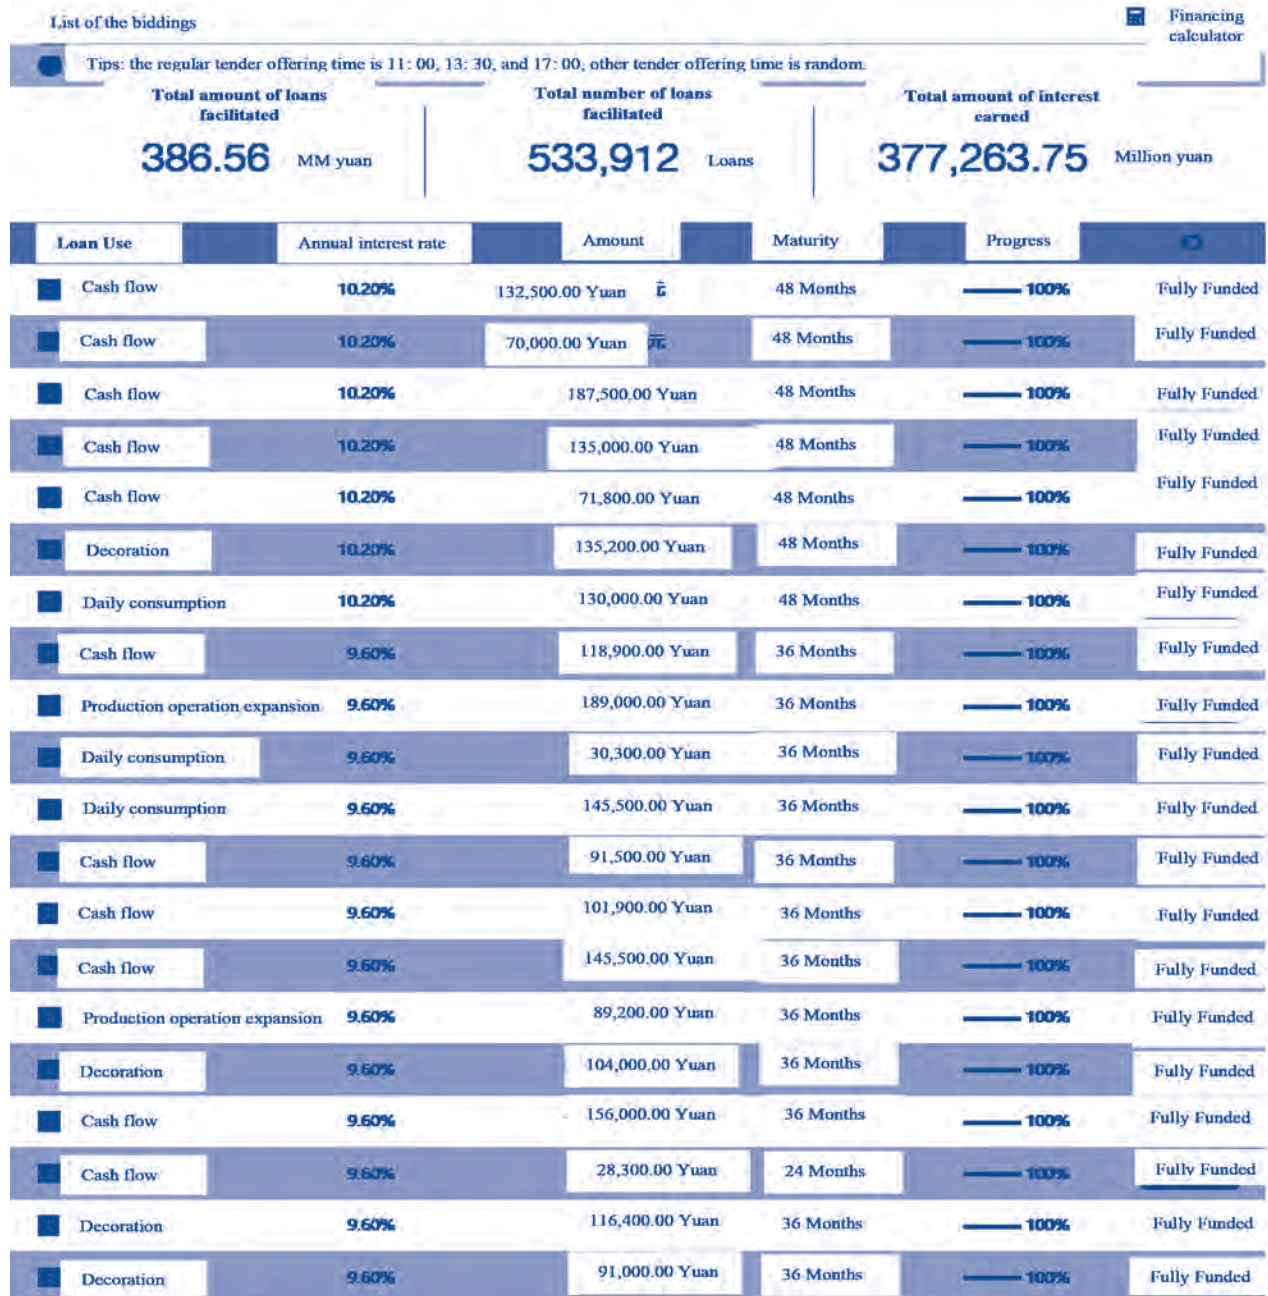 List of the biddings
Financing
calculator
Tips: the regular tender offering time is 11: 00, 13: 30, and 17: 00, other tender offering time is random.
Total amount of loans
facilitated
386.56 MM yuan
Total number of loans
facilitated
533,912 Loans
Total amount of interest
earned
377,263.75 Million yuan
Loan Use Annual interest rate Amount Maturity Progress
Cash flow 10.20% 132,500.00 Yuan 48 Months 100% Fully Funded
Cash flow 10.20% 70,000.00 Yuan 元 48 Months 100% Fully Funded
Cash flow 10.20% 187,500.00 Yuan 48 Months 100% Fully Funded
Cash flow 10.20% 135,000.00 Yuan 48 Months 100% Fully Funded
Cash flow 10.20% 71,800.00 Yuan 48 Months 100% Fully Funded
Decoration 10.20% 135,200.00 Yuan 48 Months 100% Fully Funded
Daily consumption 10.20% 130,000.00 Yuan 48 Months 100% Fully Funded
Cash flow 9.60% 118,900.00 Yuan 36 Months 100% Fully Funded
Production operation expansion 9.60% 189,000.00 Yuan 36 Months 100% Fully Funded
Daily consumption 9.60% 30,300.00 Yuan 36 Months 100% Fully Funded
Daily consumption 9.60% 145,500.00 Yuan 36 Months 100% Fully Funded
Cash flow 9.60% 91,500.00 Yuan 36 Months 100% Fully Funded
Cash flow 9.60% 101,900.00 Yuan 36 Months 100% Fully Funded
Cash flow 9.60% 145,500.00 Yuan 36 Months 100% Fully Funded
Production operation expansion 9.60% 89,200.00 Yuan 36 Months 100% Fully Funded
Decoration 9.60% 104,000.00 Yuan 36 Months 100% Fully Funded
Cash flow 9.60% 156,000.00 Yuan 36 Months 100% Fully Funded
Cash flow 9.60% 28,300.00 Yuan 24 Months 100% Fully Funded
Decoration 9.60% 116,400.00 Yuan 36 Months 100% Fully Funded
Decoration 9.60% 91,000.00 Yuan 36 Months 100% Fully Funded